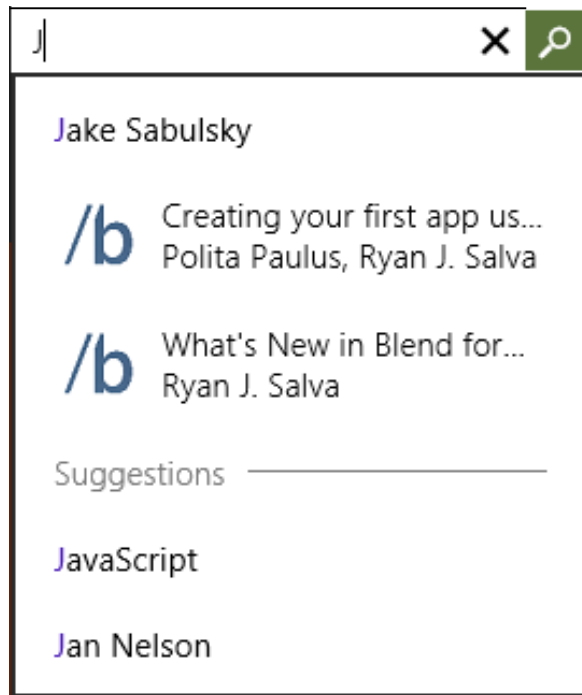 J
Jake Sabulsky
/b
Creating your first app us...
Polita Paulus, Ryan J. Salva
/b
What's New in Blend for...
Ryan J. Salva
Suggestions
JavaScript
Jan Nelson